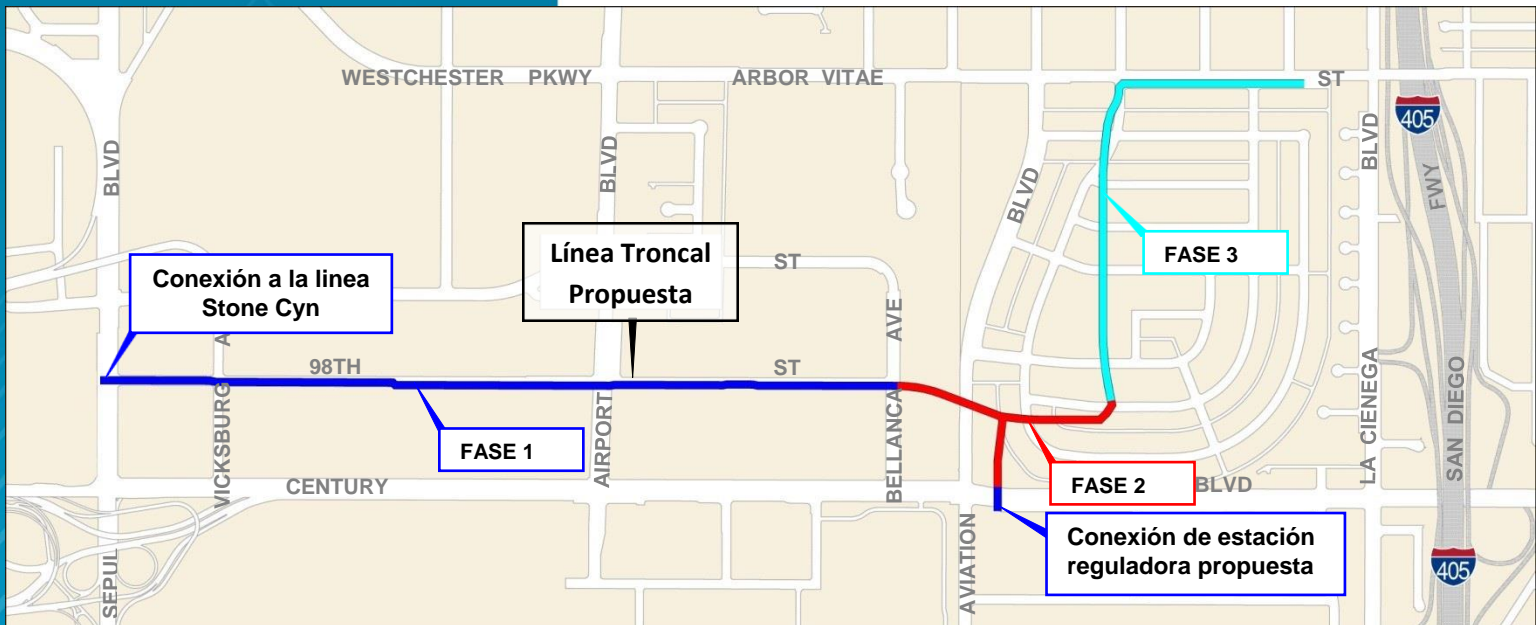 WESTCHESTER PKWY ARBOR VITAE ST
405
BLVD
BLVD
BLVD
BLVD
FWY
Línea Troncal
Propuesta
ST
FASE 3
Conexión a la linea
Stone Cyn
A
AVE
98TH
ST
VICKSBURG
AIRPORT
BELLANCA
LA CIENEGA
SAN DIEGO
FASE 1
CENTURY
FASE 2
BLVD
SEPUL
AVIATION
Conexión de estación
reguladora propuesta
405